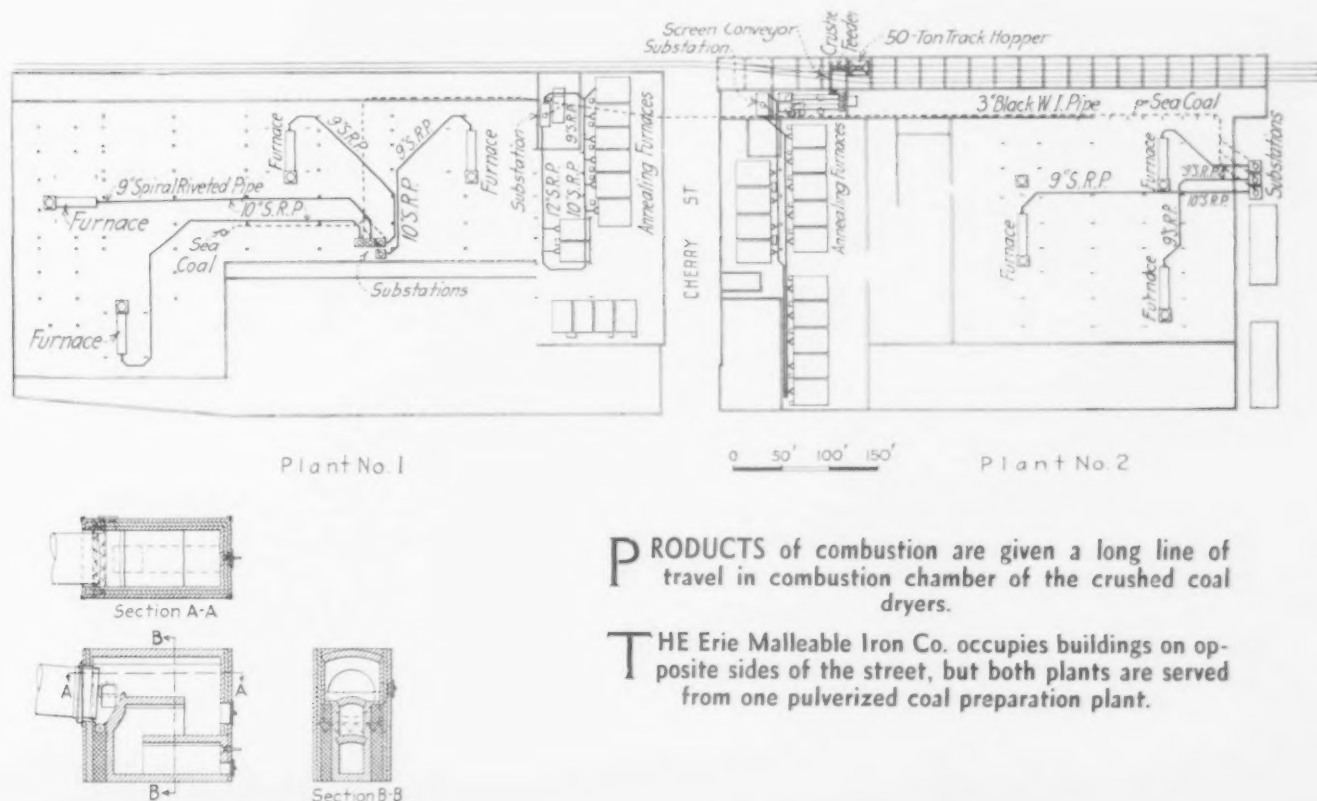 Screen Conveyor
Substation
Crusher
Feeder
50-Ton Track Hopper
Furnace
9"S.R.P.
9"S.R.P.
Furnace
Substation
9"S.R.P.
12"S.R.P.
10"S.R.P.
Annealing Furnaces
9"Spiral Riveted Pipe
10"S.R.P.
10"S.R.P.
Furnace
Sea
Coal
Substations
Furnace
CHERRY ST
Annealing Furnaces
3"Black W.I. Pipe
Sea Coal
Furnace
9"S.R.P.
9"S.R.P.
10"S.R.P.
Substations
9"S.R.P.
Furnace
Furnace
Plant No. 1
0 50' 100' 150'
Plant No. 2
Section A-A
B
A
A
B
Section B-B
PRODUCTS of combustion are given a long line of
travel in combustion chamber of the crushed coal
dryers.
THE Erie Malleable Iron Co. occupies buildings on op-
posite sides of the street, but both plants are served
from one pulverized coal preparation plant.